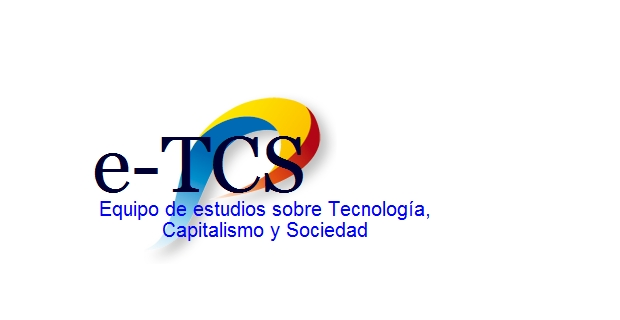 e-TCS
Equipo de estudios sobre Tecnología,
Capitalismo y Sociedad